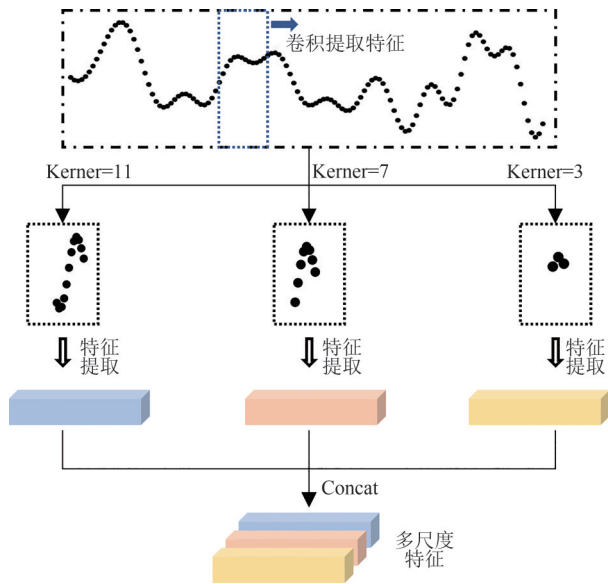 卷积提取特征
Kerner=11
Kerner=7
Kerner=3
特征
提取
特征
提取
特征
提取
Concat
多尺度
特征